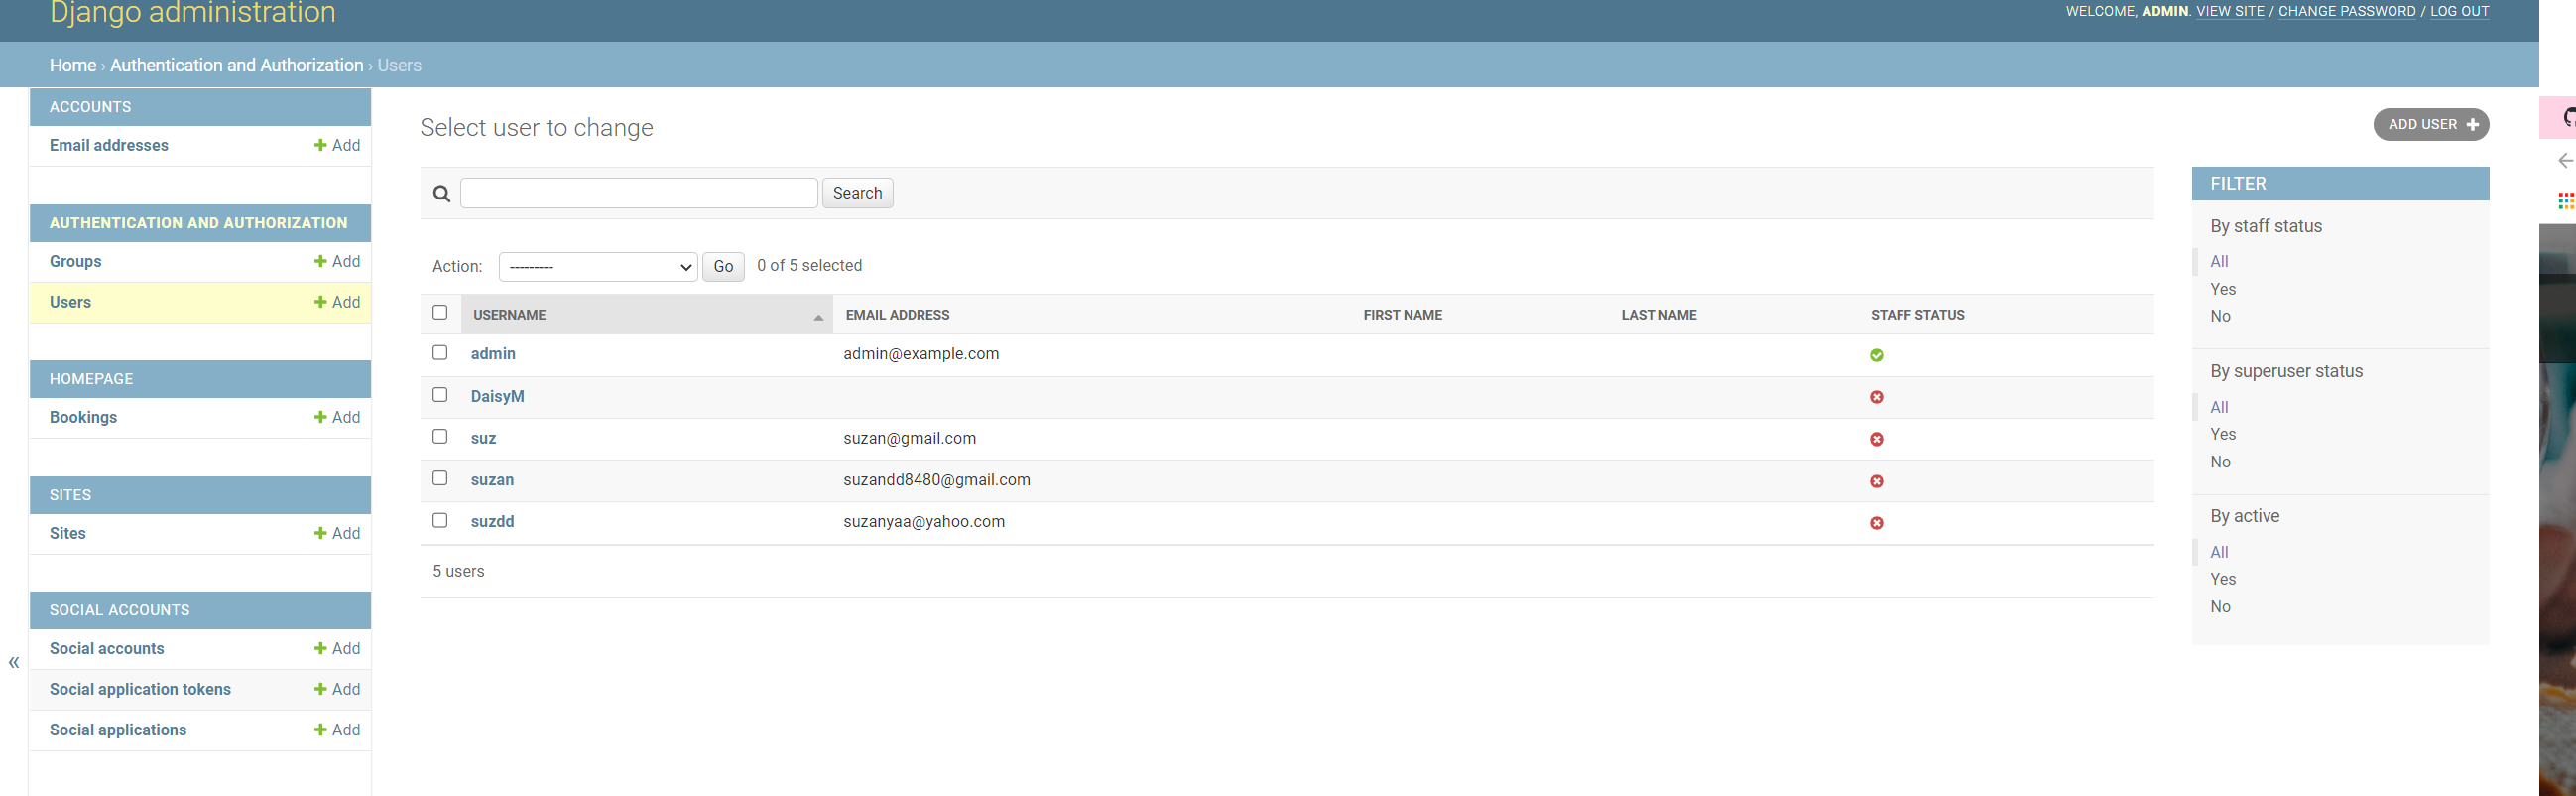 Django administration
WELCOME, ADMIN. VIEW SITE / CHANGE PASSWORD / LOG OUT
Home › Authentication and Authorization › Users
ACCOUNTS
Email addresses + Add
AUTHENTICATION AND AUTHORIZATION
Groups + Add
Users + Add
HOMEPAGE
Bookings + Add
SITES
Sites + Add
SOCIAL ACCOUNTS
Social accounts + Add
Social application tokens + Add
Social applications + Add
«
Select user to change
ADD USER +
Search
Action: --------- Go 0 of 5 selected
USERNAME EMAIL ADDRESS FIRST NAME LAST NAME STAFF STATUS
admin admin@example.com
DaisyM
suz suzan@gmail.com
suzan suzandd8480@gmail.com
suzdd suzanyaa@yahoo.com
5 users
FILTER
By staff status
All
Yes
No
By superuser status
All
Yes
No
By active
All
Yes
No